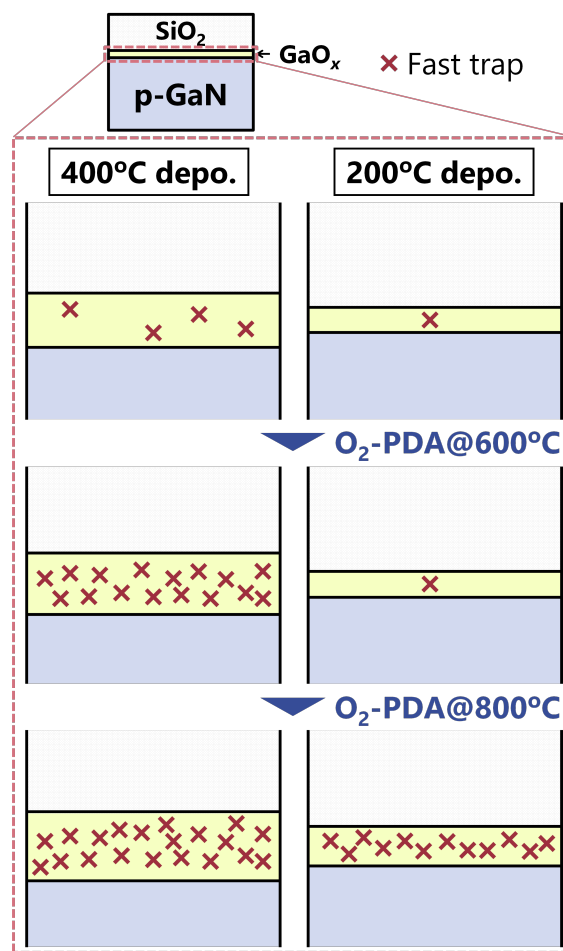 SiO₂
GaOₓ
Fast trap
p-GaN
400℃ depo.
200℃ depo.
O₂-PDA@600℃
O₂-PDA@800℃